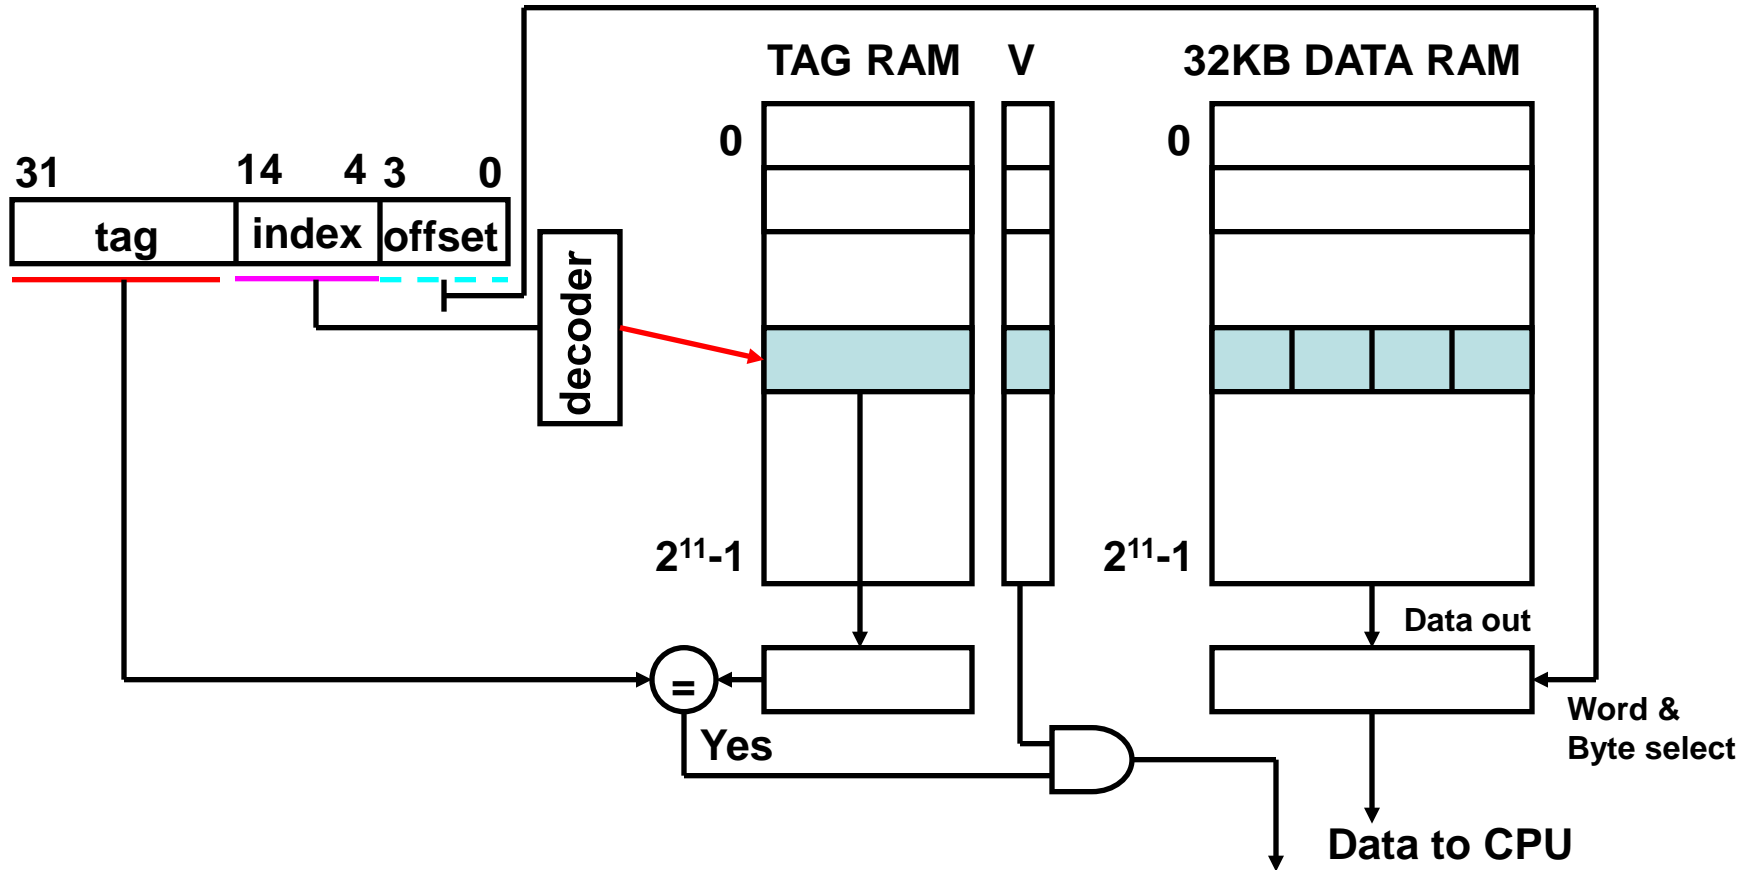 TAG RAM V 32KB DATA RAM
0 0
31 14 4 3 0
tag index offset
decoder
2¹¹-1 2¹¹-1
Data out
=
Word &
Byte select
Yes
Data to CPU